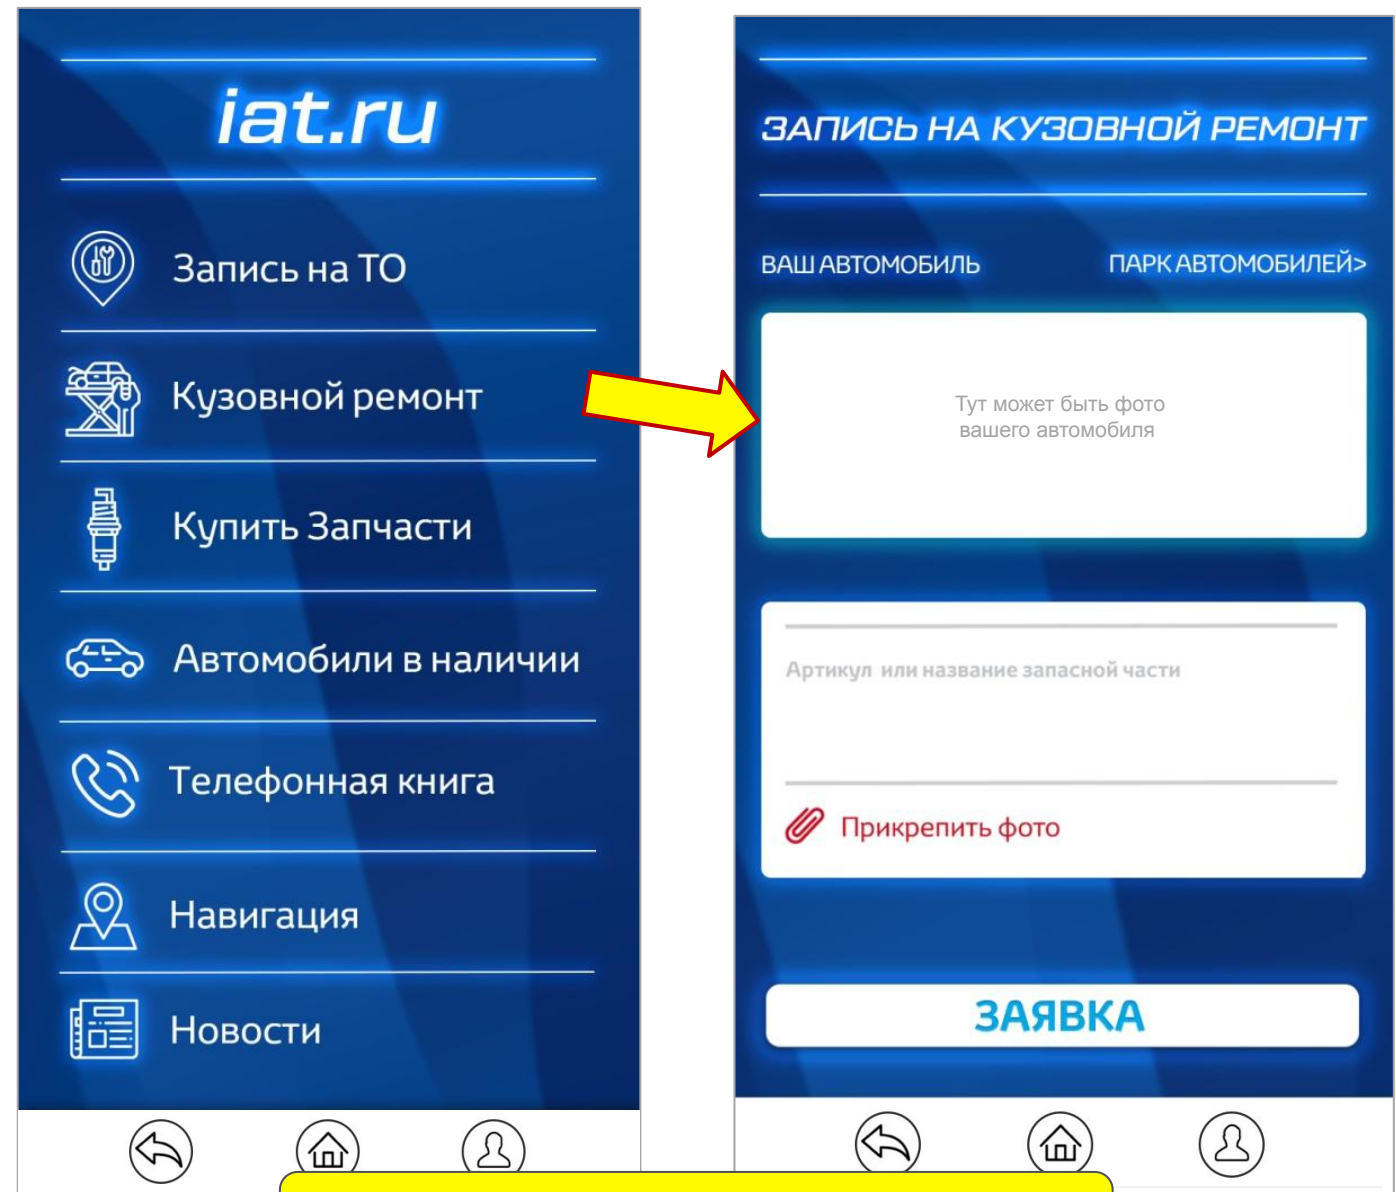 iat.ru
Запись на ТО
Кузовной ремонт
Купить Запчасти
Автомобили в наличии
Телефонная книга
Навигация
Новости
ЗАПИСЬ НА КУЗОВНОЙ РЕМОНТ
ВАШ АВТОМОБИЛЬ
ПАРК АВТОМОБИЛЕЙ>
Тут может быть фото
вашего автомобиля
Артикул или название запасной части
Прикрепить фото
ЗАЯВКА